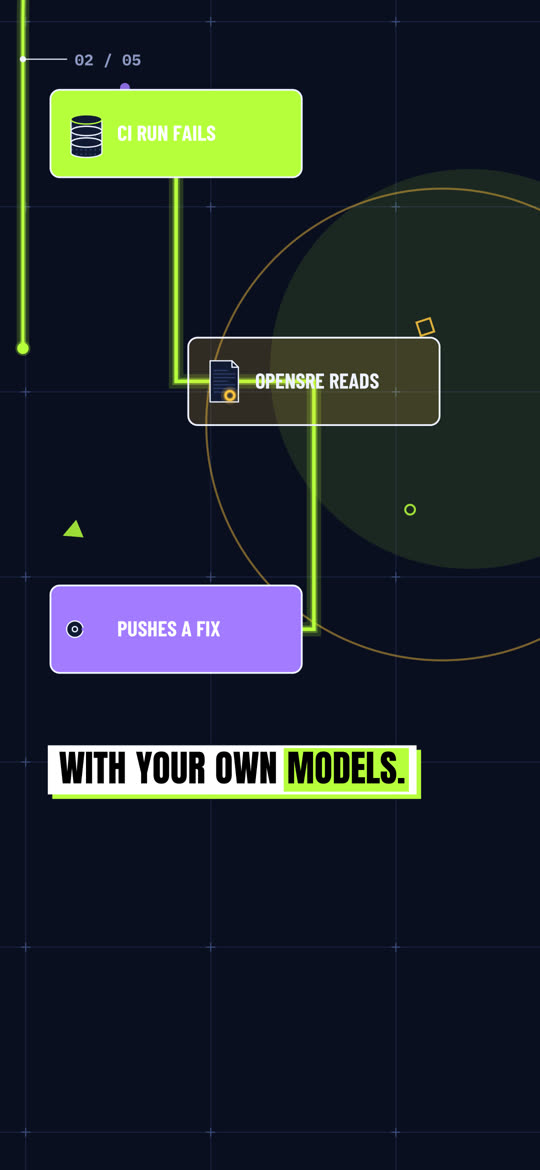 02 / 05
CI RUN FAILS
OPENSRE READS
PUSHES A FIX
WITH YOUR OWN MODELS.